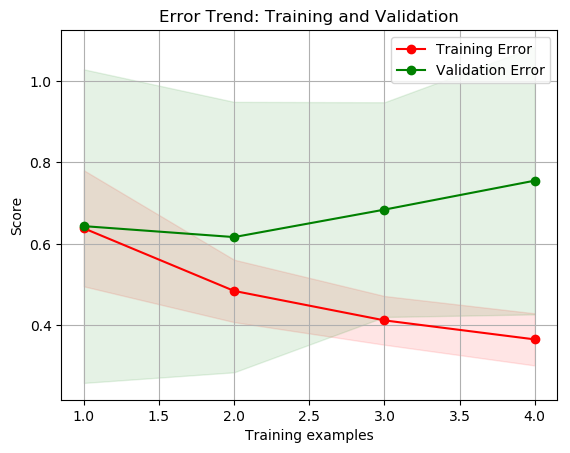 Error Trend: Training and Validation
Training Error
Validation Error
Score
1.0
0.8
0.6
0.4
1.0 1.5 2.0 2.5 3.0 3.5 4.0
Training examples